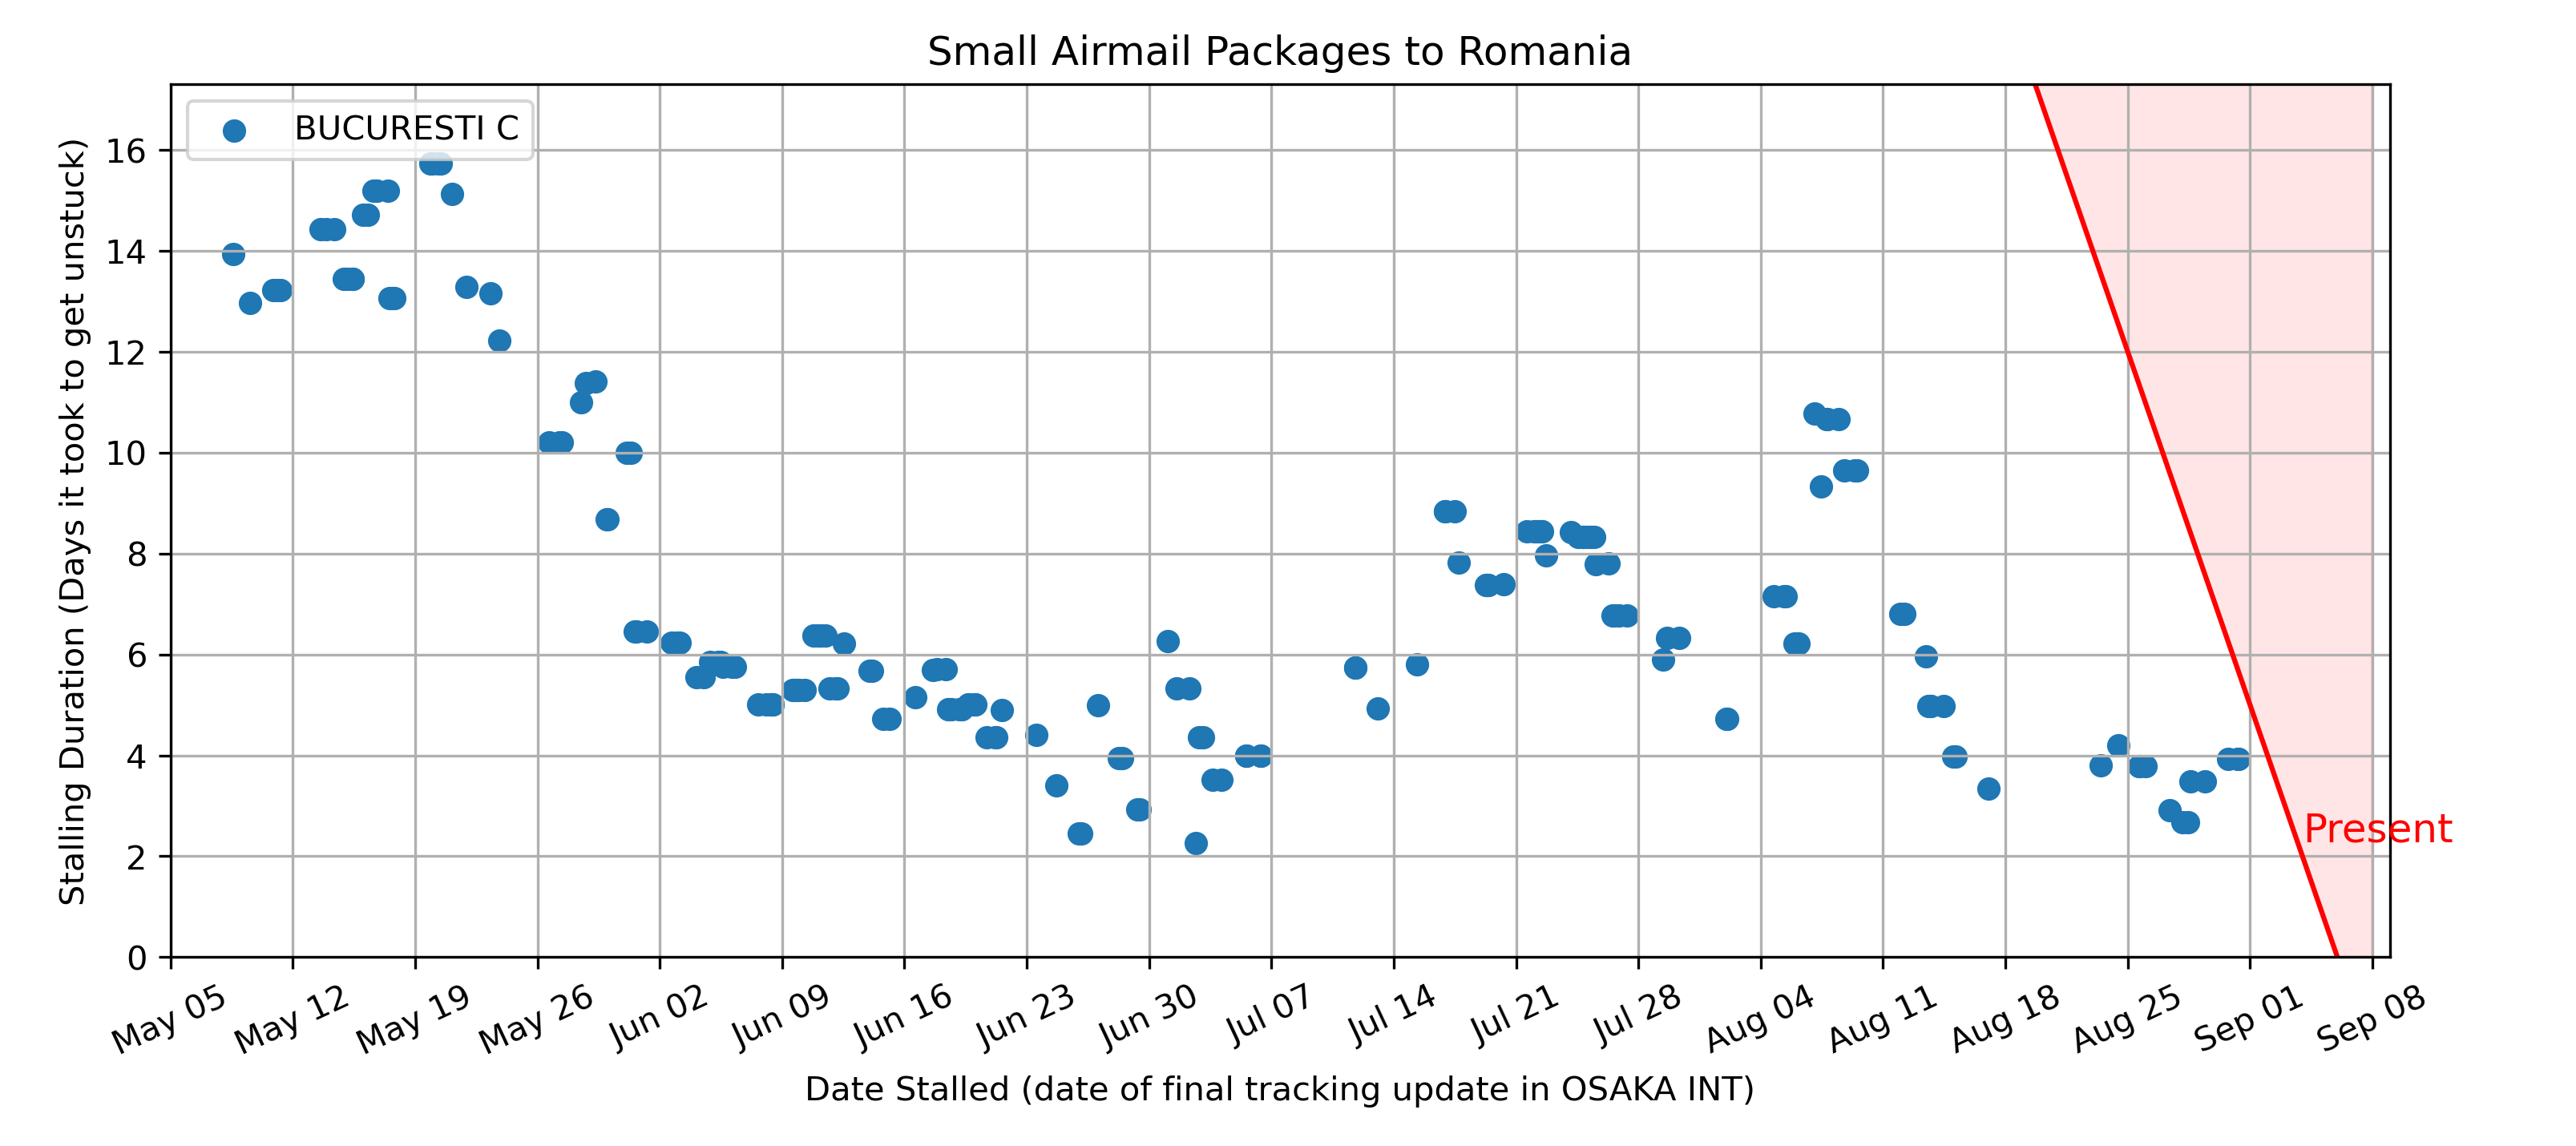 Small Airmail Packages to Romania
BUCURESTI C
Stalling Duration (Days it took to get unstuck)
16
14
12
10
8
6
4
2
0
Present
May 05 May 12 May 19 May 26 Jun 02 Jun 09 Jun 16 Jun 23 Jun 30 Jul 07 Jul 14 Jul 21 Jul 28 Aug 04 Aug 11 Aug 18 Aug 25 Sep 01 Sep 08
Date Stalled (date of final tracking update in OSAKA INT)